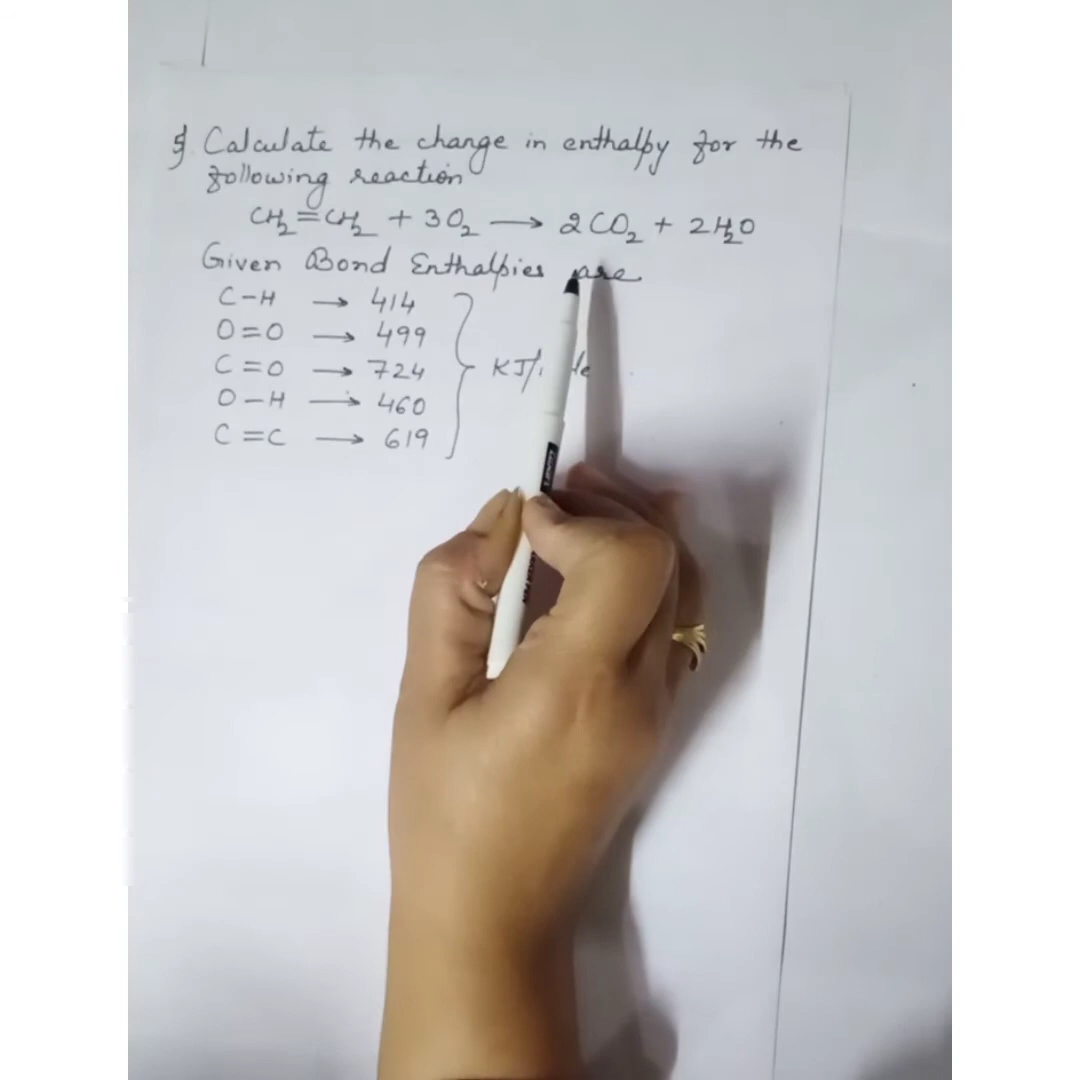 Q. Calculate the change in enthalpy for the
following reaction
CH₂=CH₂ + 3O₂ → 2CO₂ + 2H₂O
Given Bond Enthalpies are
C-H → 414
O=O → 499
C=O → 724 } KJ/
O-H → 460
C=C → 619